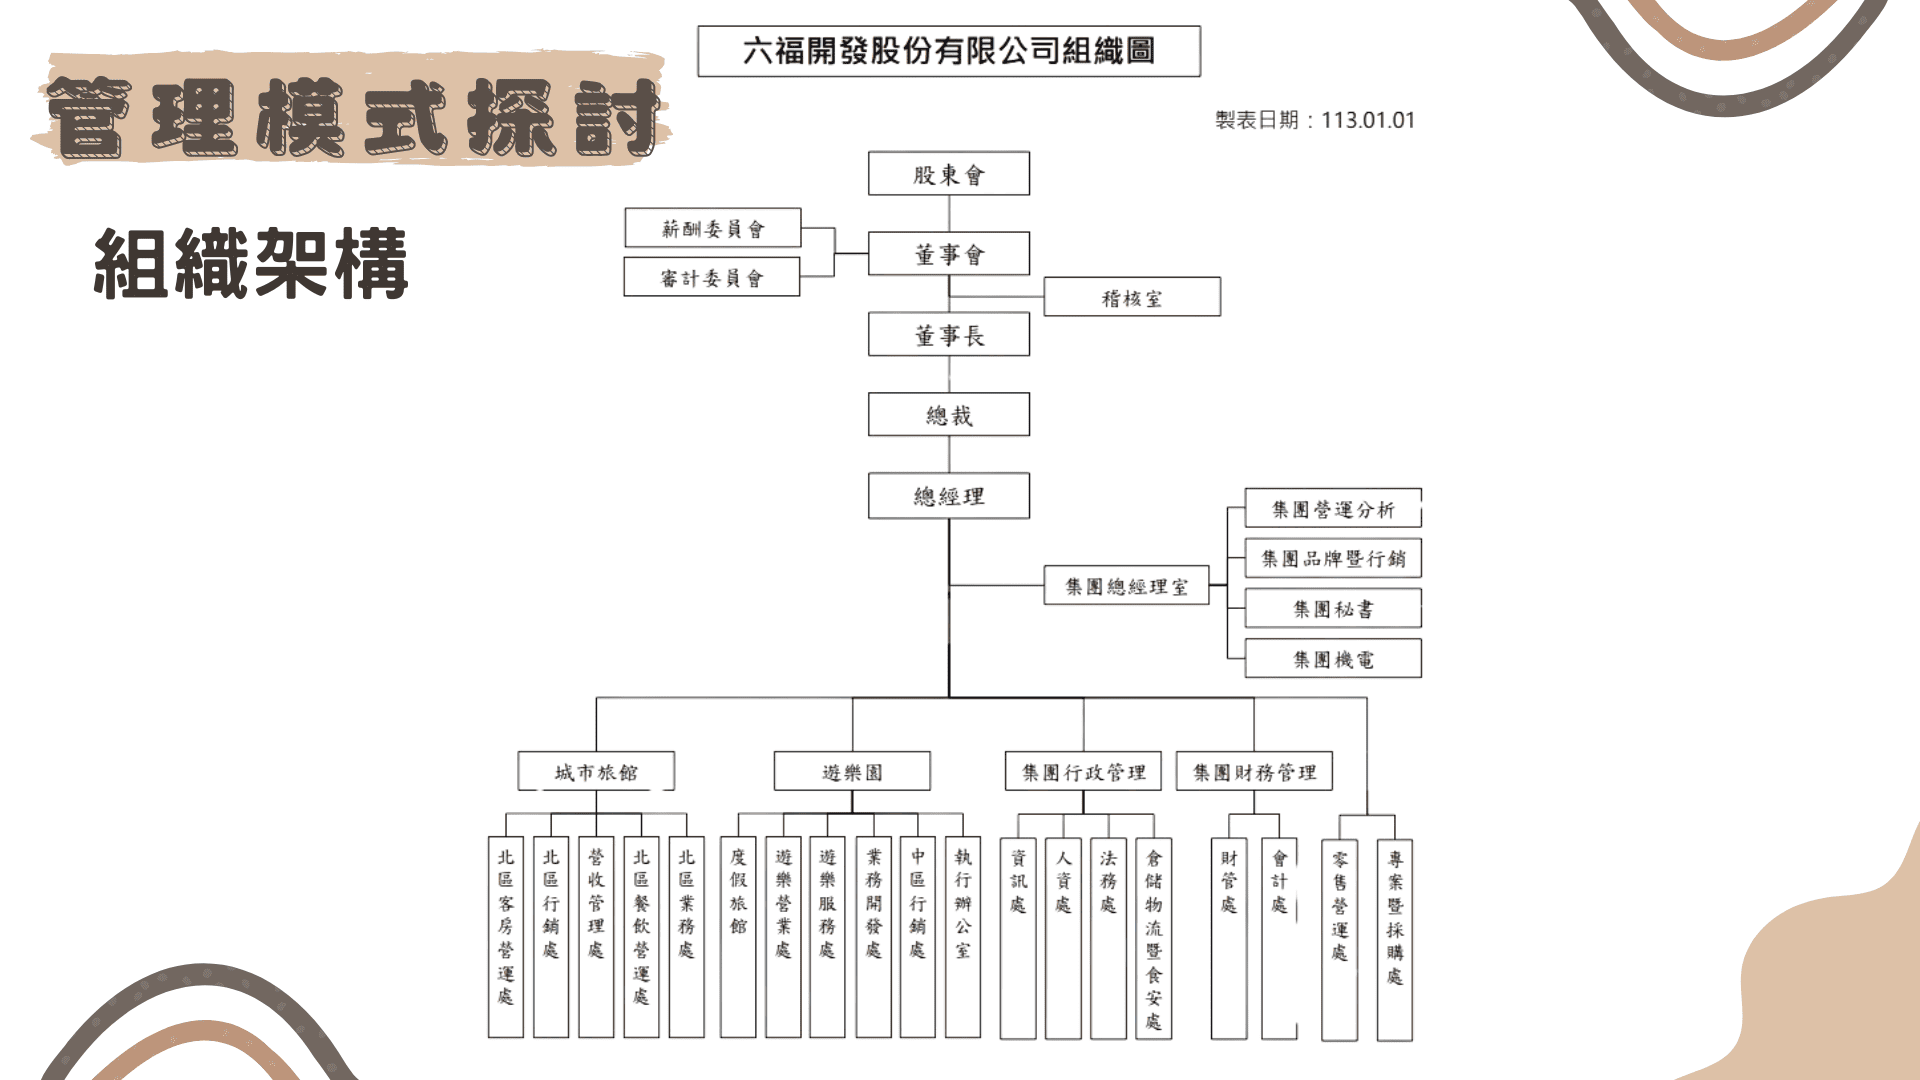 管理模式探討
組織架構
六福開發股份有限公司組織圖
製表日期：113.01.01
股東會
薪酬委員會
審計委員會
董事會
稽核室
董事長
總裁
總經理
集團總經理室
集團營運分析
集團品牌暨行銷
集團秘書
集團機電
城市旅館
遊樂園
集團行政管理
集團財務管理
北區客房營運處
北區行銷處
營收管理處
北區餐飲營運處
北區業務處
度假旅館
遊樂營業處
遊樂服務處
業務開發處
中區行銷處
執行辦公室
資訊處
人資處
法務處
倉儲物流暨食安處
財管處
會計處
零售營運處
專案暨採購處